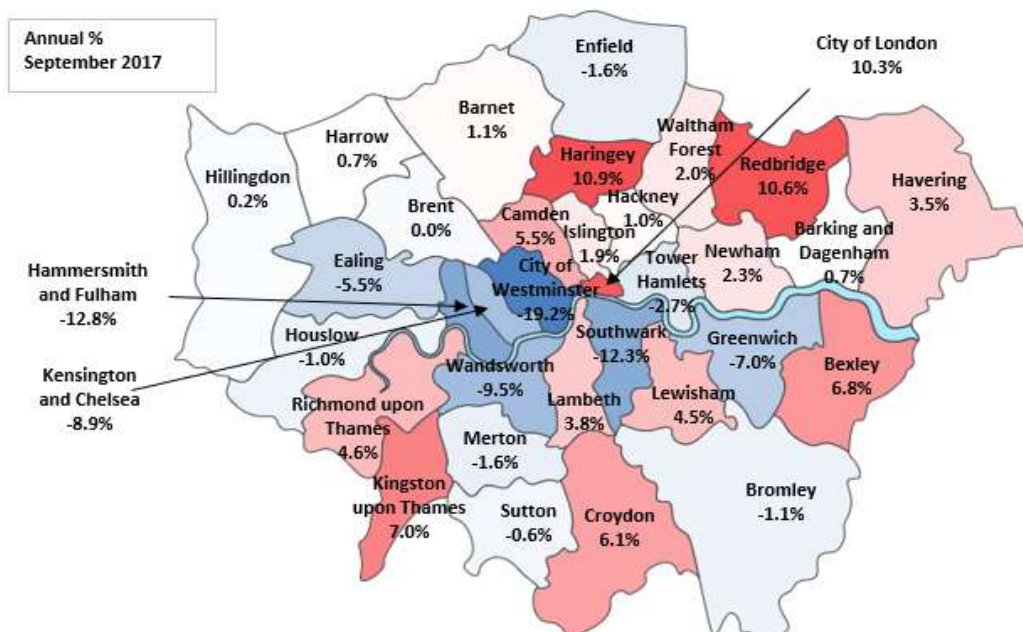 Annual %
September 2017
Enfield
-1.6%
City of London
10.3%
Barnet
1.1%
Harrow
0.7%
Waltham
Forest
2.0%
Haringey
10.9%
Redbridge
10.6%
Hillingdon
0.2%
Havering
3.5%
Hackney
1.0%
Brent
0.0%
Camden
5.5%
Islington
1.9%
Barking and
Dagenham
0.7%
Ealing
-5.5%
Tower
Hamlets
-2.7%
Newham
2.3%
Hammersmith
and Fulham
-12.8%
City of
Westminster
-19.2%
Houslow
-1.0%
Southwark
-12.3%
Greenwich
-7.0%
Kensington
and Chelsea
-8.9%
Wandsworth
-9.5%
Bexley
6.8%
Lambeth
3.8%
Lewisham
4.5%
Richmond upon
Thames
4.6%
Merton
-1.6%
Kingston
upon Thames
7.0%
Sutton
-0.6%
Croydon
6.1%
Bromley
-1.1%